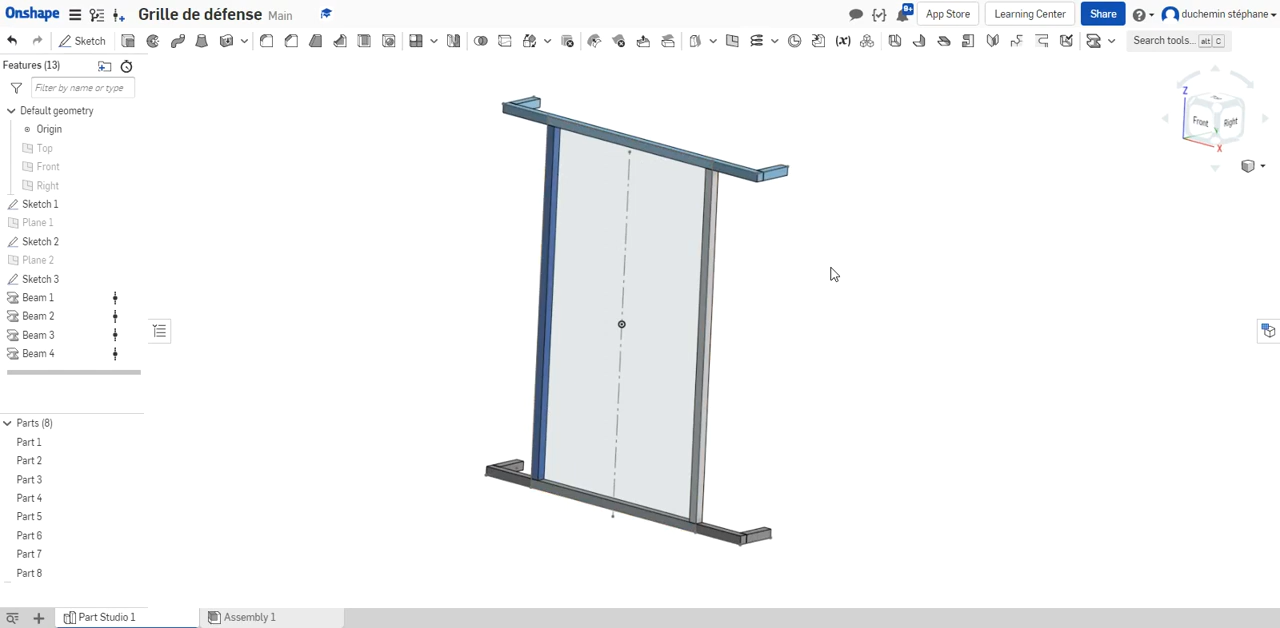 Onshape
Grille de défense Main
9+
App Store
Learning Center
Share
duchemin stéphane
Sketch
Search tools... alt C
Features (13)
Filter by name or type
Default geometry
Origin
Top
Front
Right
Sketch 1
Plane 1
Sketch 2
Plane 2
Sketch 3
Beam 1
Beam 2
Beam 3
Beam 4
Parts (8)
Part 1
Part 2
Part 3
Part 4
Part 5
Part 6
Part 7
Part 8
Z
Front
Right
X
Part Studio 1
Assembly 1